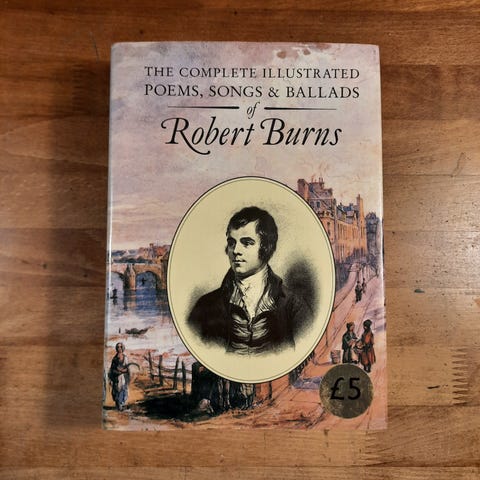 THE COMPLETE ILLUSTRATED
POEMS, SONGS & BALLADS
of
Robert Burns
£5